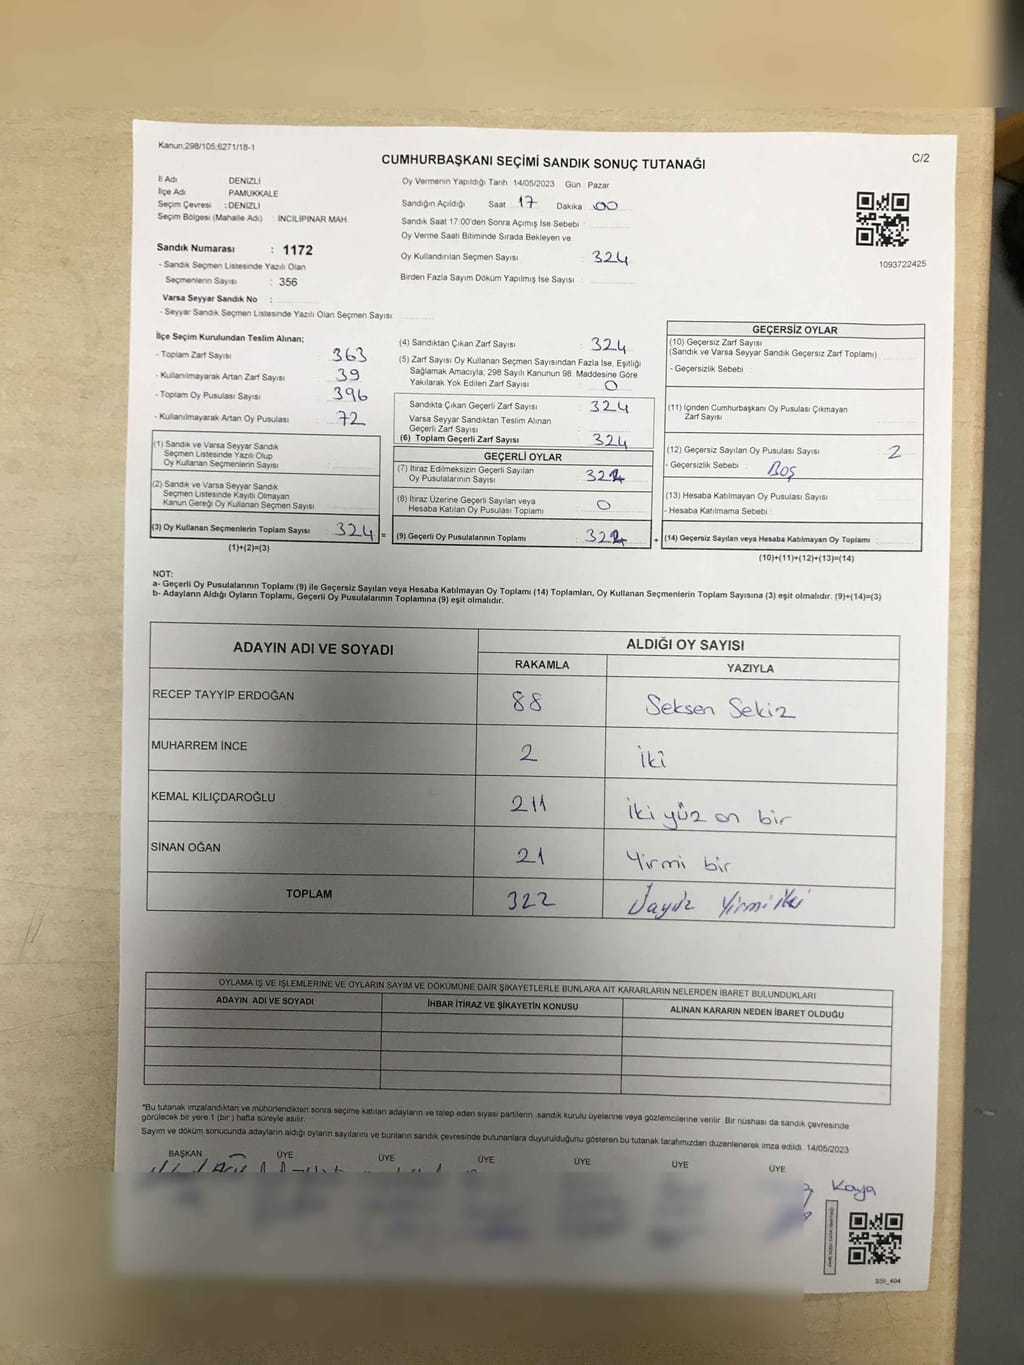 Kanun,298/105,6271/18-1
CUMHURBAŞKANI SEÇİMİ SANDIK SONUÇ TUTANAĞI
C/2
İl Adı DENİZLİ
İlçe Adı PAMUKKALE
Seçim Çevresi : DENİZLİ
Seçim Bölgesi (Mahalle Adı) : İNCİLİPINAR MAH.
Sandık Numarası : 1172
- Sandık Seçmen Listesinde Yazılı Olan
Seçmenlerin Sayısı : 356
Varsa Seyyar Sandık No :
- Seyyar Sandık Seçmen Listesinde Yazılı Olan Seçmen Sayısı
Oy Vermenin Yapıldığı Tarih 14/05/2023 Gün : Pazar
Sandığın Açıldığı Saat 17 Dakika 00
Sandık Saat 17:00'den Sonra Açımış İse Sebebi :
Oy Verme Saati Bitiminde Sırada Bekleyen ve
Oy Kullandırılan Seçmen Sayısı : 324
Birden Fazla Sayım Döküm Yapılmış İse Sayısı :
1093722425
İlçe Seçim Kurulundan Teslim Alınan;
- Toplam Zarf Sayısı : 363
- Kullanılmayarak Artan Zarf Sayısı : 39
- Toplam Oy Pusulası Sayısı : 396
- Kullanılmayarak Artan Oy Pusulası : 72
(1) Sandık ve Varsa Seyyar Sandık
Seçmen Listesinde Yazılı Olup
Oy Kullanan Seçmenlerin Sayısı
(2) Sandık ve Varsa Seyyar Sandık
Seçmen Listesinde Kayıtlı Olmayan
Kanun Gereği Oy Kullanan Seçmen Sayısı
(3) Oy Kullanan Seçmenlerin Toplam Sayısı : 324 =
(1)+(2)=(3)
(4) Sandıktan Çıkan Zarf Sayısı : 324
(5) Zarf Sayısı Oy Kullanan Seçmen Sayısından Fazla İse, Eşitliği
Sağlamak Amacıyla; 298 Sayılı Kanunun 98. Maddesine Göre
Yakılarak Yok Edilen Zarf Sayısı : 0
Sandıkta Çıkan Geçerli Zarf Sayısı : 324
Varsa Seyyar Sandıktan Teslim Alınan
Geçerli Zarf Sayısı
(6) Toplam Geçerli Zarf Sayısı : 324
GEÇERLİ OYLAR
(7) İtiraz Edilmeksizin Geçerli Sayılan
Oy Pusulalarının Sayısı : 322
(8) İtiraz Üzerine Geçerli Sayılan veya
Hesaba Katılan Oy Pusulası Toplamı : 0
(9) Geçerli Oy Pusulalarının Toplamı : 322 +
GEÇERSİZ OYLAR
(10) Geçersiz Zarf Sayısı
(Sandık ve Varsa Seyyar Sandık Geçersiz Zarf Toplamı)
- Geçersizlik Sebebi :
(11) İçinden Cumhurbaşkanı Oy Pusulası Çıkmayan
Zarf Sayısı
(12) Geçersiz Sayılan Oy Pusulası Sayısı : 2
- Geçersizlik Sebebi : Boş
(13) Hesaba Katılmayan Oy Pusulası Sayısı
- Hesaba Katılmama Sebebi
(14) Geçersiz Sayılan veya Hesaba Katılmayan Oy Toplamı :
(10)+(11)+(12)+(13)=(14)
NOT:
a- Geçerli Oy Pusulalarının Toplamı (9) ile Geçersiz Sayılan veya Hesaba Katılmayan Oy Toplamı (14) Toplamları, Oy Kullanan Seçmenlerin Toplam Sayısına (3) eşit olmalıdır. (9)+(14)=(3)
b- Adayların Aldığı Oyların Toplamı, Geçerli Oy Pusulalarının Toplamına (9) eşit olmalıdır.
ADAYIN ADI VE SOYADI ALDIĞI OY SAYISI
RAKAMLA YAZIYLA
RECEP TAYYİP ERDOĞAN 88 Seksen Sekiz
MUHARREM İNCE 2 iki
KEMAL KILIÇDAROĞLU 211 iki yüz on bir
SİNAN OĞAN 21 Yirmi bir
TOPLAM 322 Üçyüz Yirmi iki
OYLAMA İŞ VE İŞLEMLERİNE VE OYLARIN SAYIM VE DÖKÜMÜNE DAİR ŞİKAYETLERLE BUNLARA AİT KARARLARIN NELERDEN İBARET BULUNDUKLARI
ADAYIN ADI VE SOYADI İHBAR İTİRAZ VE ŞİKAYETİN KONUSU ALINAN KARARIN NEDEN İBARET OLDUĞU
*Bu tutanak imzalandıktan ve mühürlendikten sonra seçime katılan adayların ve talep eden siyasi partilerin sandık kurulu üyelerine veya gözlemcilerine verilir. Bir nüshası da sandık çevresinde
görülecek bir yere 1 (bir) hafta süreyle asılır.
Sayım ve döküm sonucunda adayların aldığı oyların sayılarını ve bunların sandık çevresinde bulunanlara duyurulduğunu gösteren bu tutanak tarafımızdan düzenlenerek imza edildi. 14/05/2023
BAŞKAN ÜYE ÜYE ÜYE ÜYE ÜYE ÜYE
Kaya
SSI_404